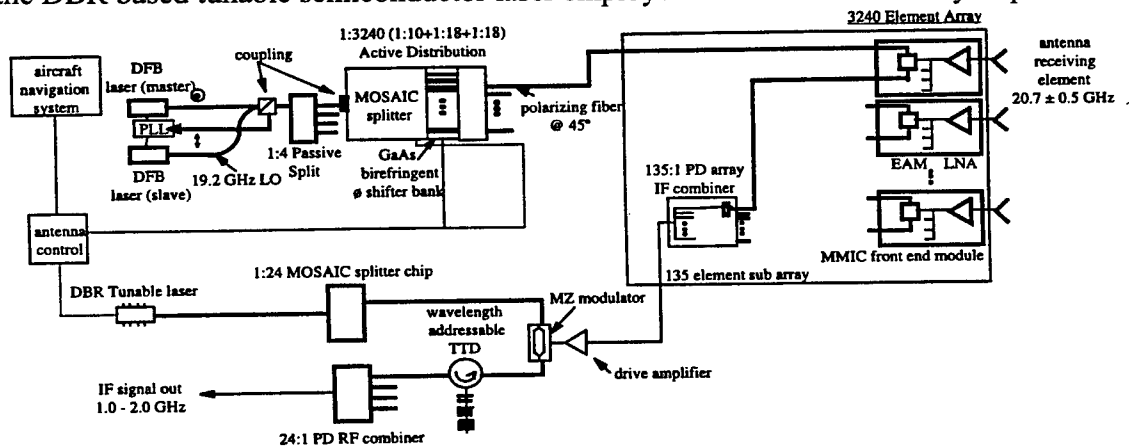 the DBR based tunable semiconductor laser employ
3240 Element Array
1:3240 (1:10+1:18+1:18)
Active Distribution
coupling
aircraft
navigation
system
DFB
laser (master)
MOSAIC
splitter
antenna
receiving
element
20.7 ± 0.5 GHz
polarizing fiber
@ 45°
PLL
1:4 Passive
Split
GaAs
birefringent
ø shifter bank
DFB
laser (slave)
19.2 GHz LO
135:1 PD array
IF combiner
EAM LNA
antenna
control
MMIC front end module
1:24 MOSAIC splitter chip
135 element sub array
DBR Tunable laser
MZ modulator
wavelength
addressable
TTD
drive amplifier
IF signal out
1.0 - 2.0 GHz
24:1 PD RF combiner